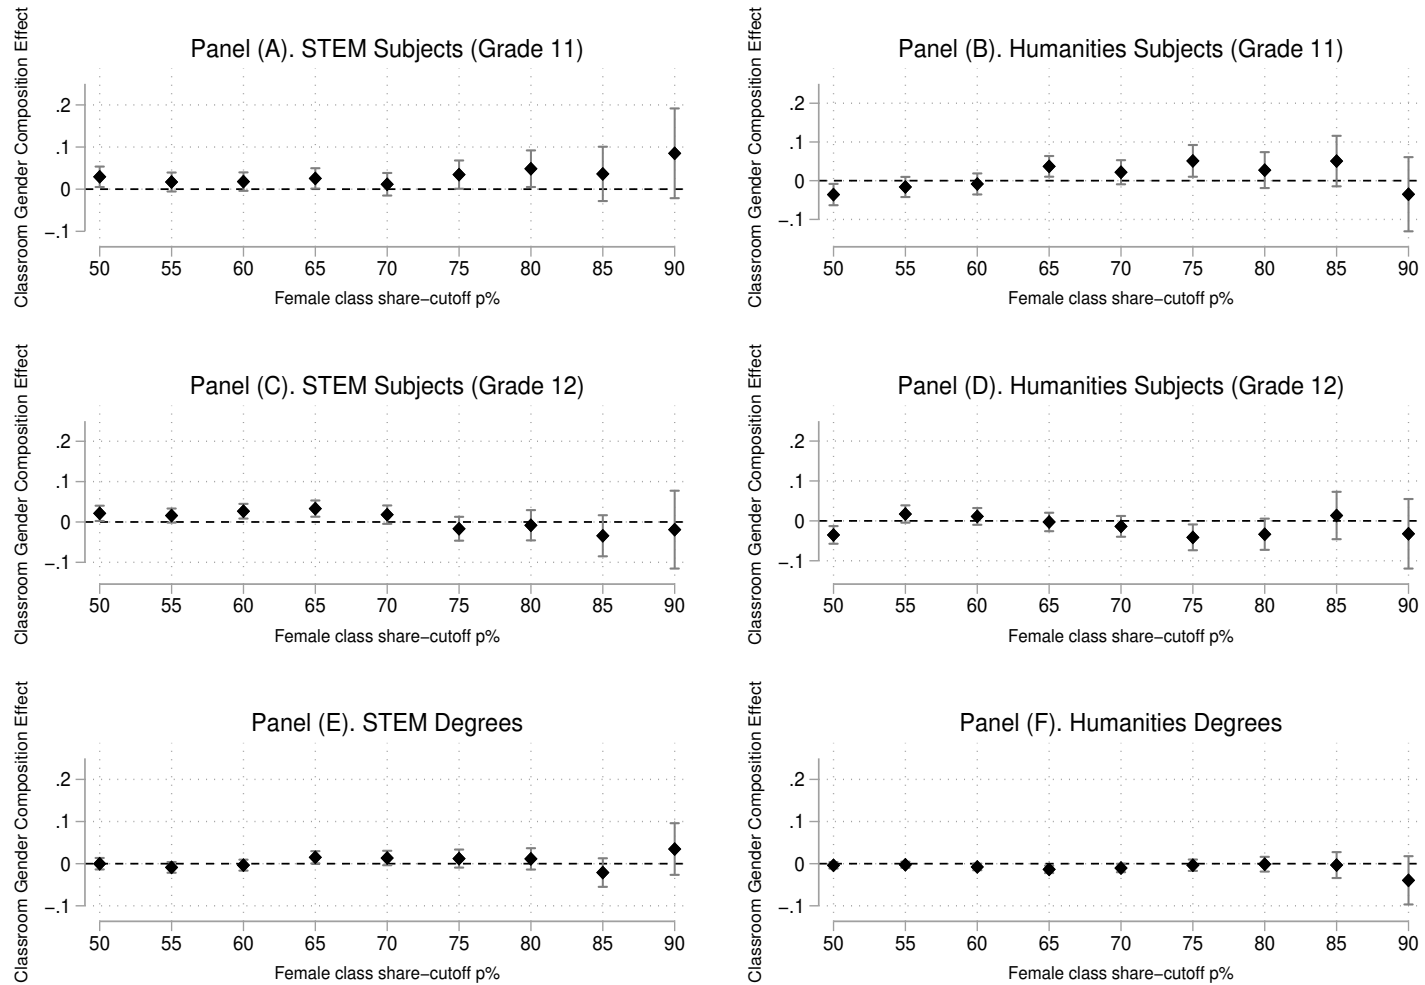 Panel (A). STEM Subjects (Grade 11)
Classroom Gender Composition Effect
.2
.1
0
−.1
50 55 60 65 70 75 80 85 90
Female class share−cutoff p%
Panel (B). Humanities Subjects (Grade 11)
Classroom Gender Composition Effect
.2
.1
0
−.1
50 55 60 65 70 75 80 85 90
Female class share−cutoff p%
Panel (C). STEM Subjects (Grade 12)
Classroom Gender Composition Effect
.2
.1
0
−.1
50 55 60 65 70 75 80 85 90
Female class share−cutoff p%
Panel (D). Humanities Subjects (Grade 12)
Classroom Gender Composition Effect
.2
.1
0
−.1
50 55 60 65 70 75 80 85 90
Female class share−cutoff p%
Panel (E). STEM Degrees
Classroom Gender Composition Effect
.2
.1
0
−.1
50 55 60 65 70 75 80 85 90
Female class share−cutoff p%
Panel (F). Humanities Degrees
Classroom Gender Composition Effect
.2
.1
0
−.1
50 55 60 65 70 75 80 85 90
Female class share−cutoff p%